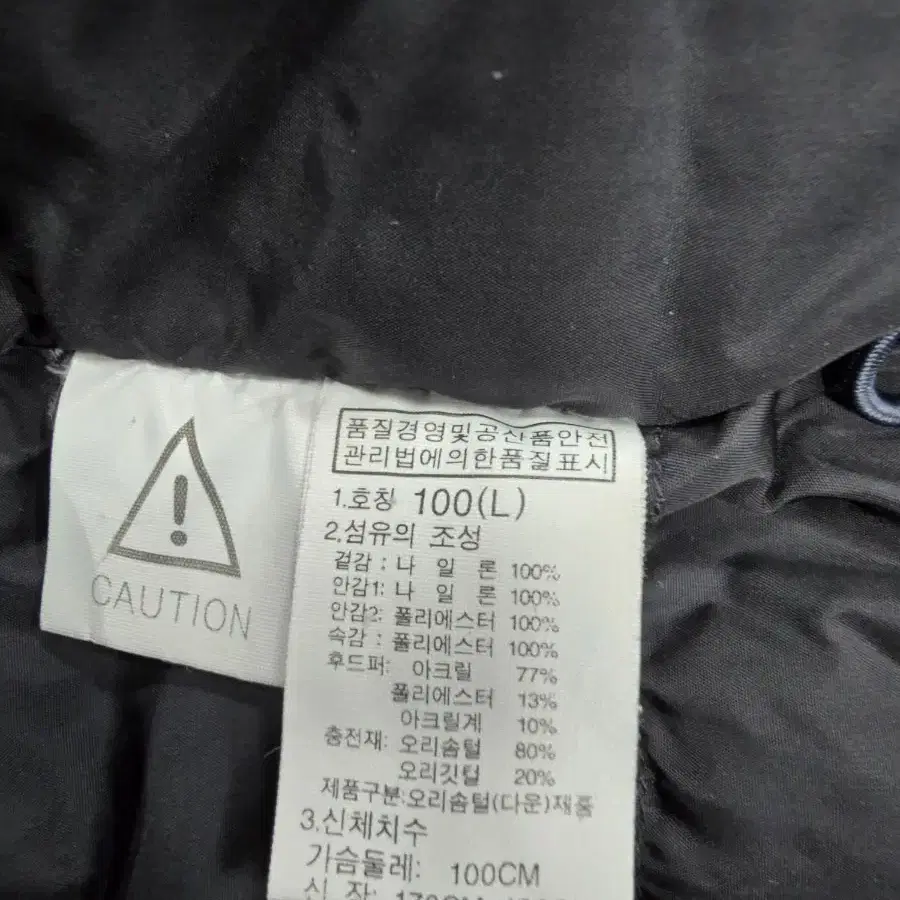 CAUTION
품질경영및공산품안전
관리법에의한품질표시
1.호칭 100(L)
2.섬유의 조성
겉감 : 나 일 론 100%
안감1: 나 일 론 100%
안감2: 폴리에스터 100%
속감 : 폴리에스터 100%
후드퍼: 아크릴 77%
폴리에스터 13%
아크릴계 10%
충전재: 오리솜털 80%
오리깃털 20%
제품구분:오리솜털(다운)제품
3.신체치수
가슴둘레: 100CM
신 장: